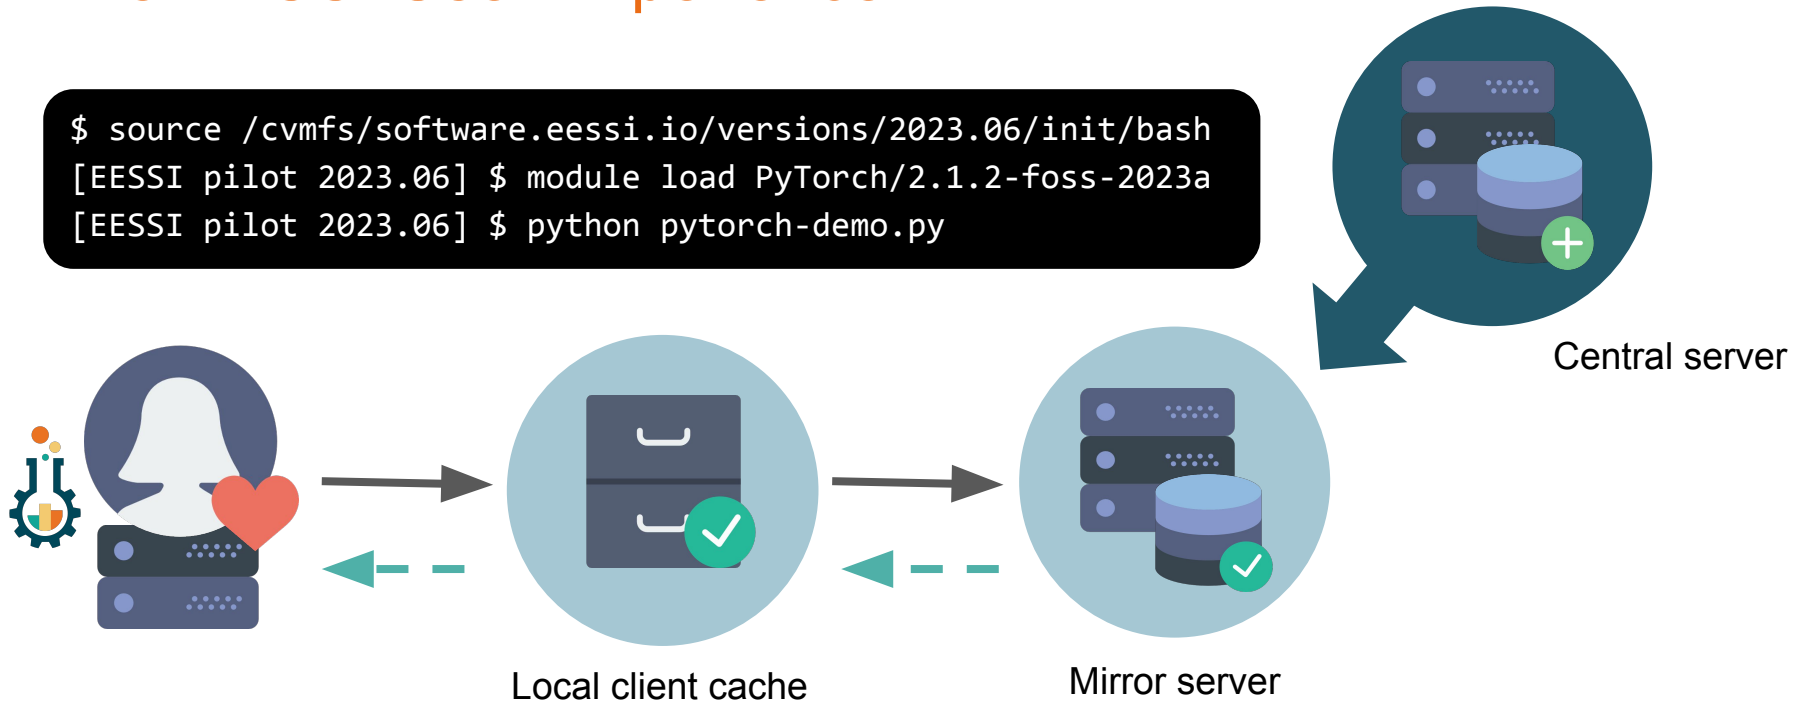 $ source /cvmfs/software.eessi.io/versions/2023.06/init/bash
[EESSI pilot 2023.06] $ module load PyTorch/2.1.2-foss-2023a
[EESSI pilot 2023.06] $ python pytorch-demo.py
Central server
Local client cache
Mirror server